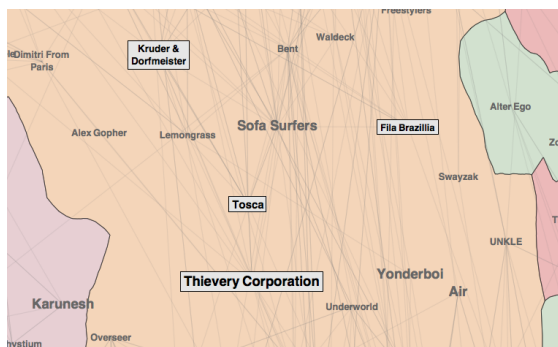 Freestylers
Waldeck
Kruder &
Dorfmeister
Bent
Dimitri From
Paris
Alter Ego
Sofa Surfers
Fila Brazillia
Alex Gopher
Lemongrass
Swayzak
Tosca
UNKLE
Yonderboi
Thievery Corporation
Air
Karunesh
Underworld
Overseer